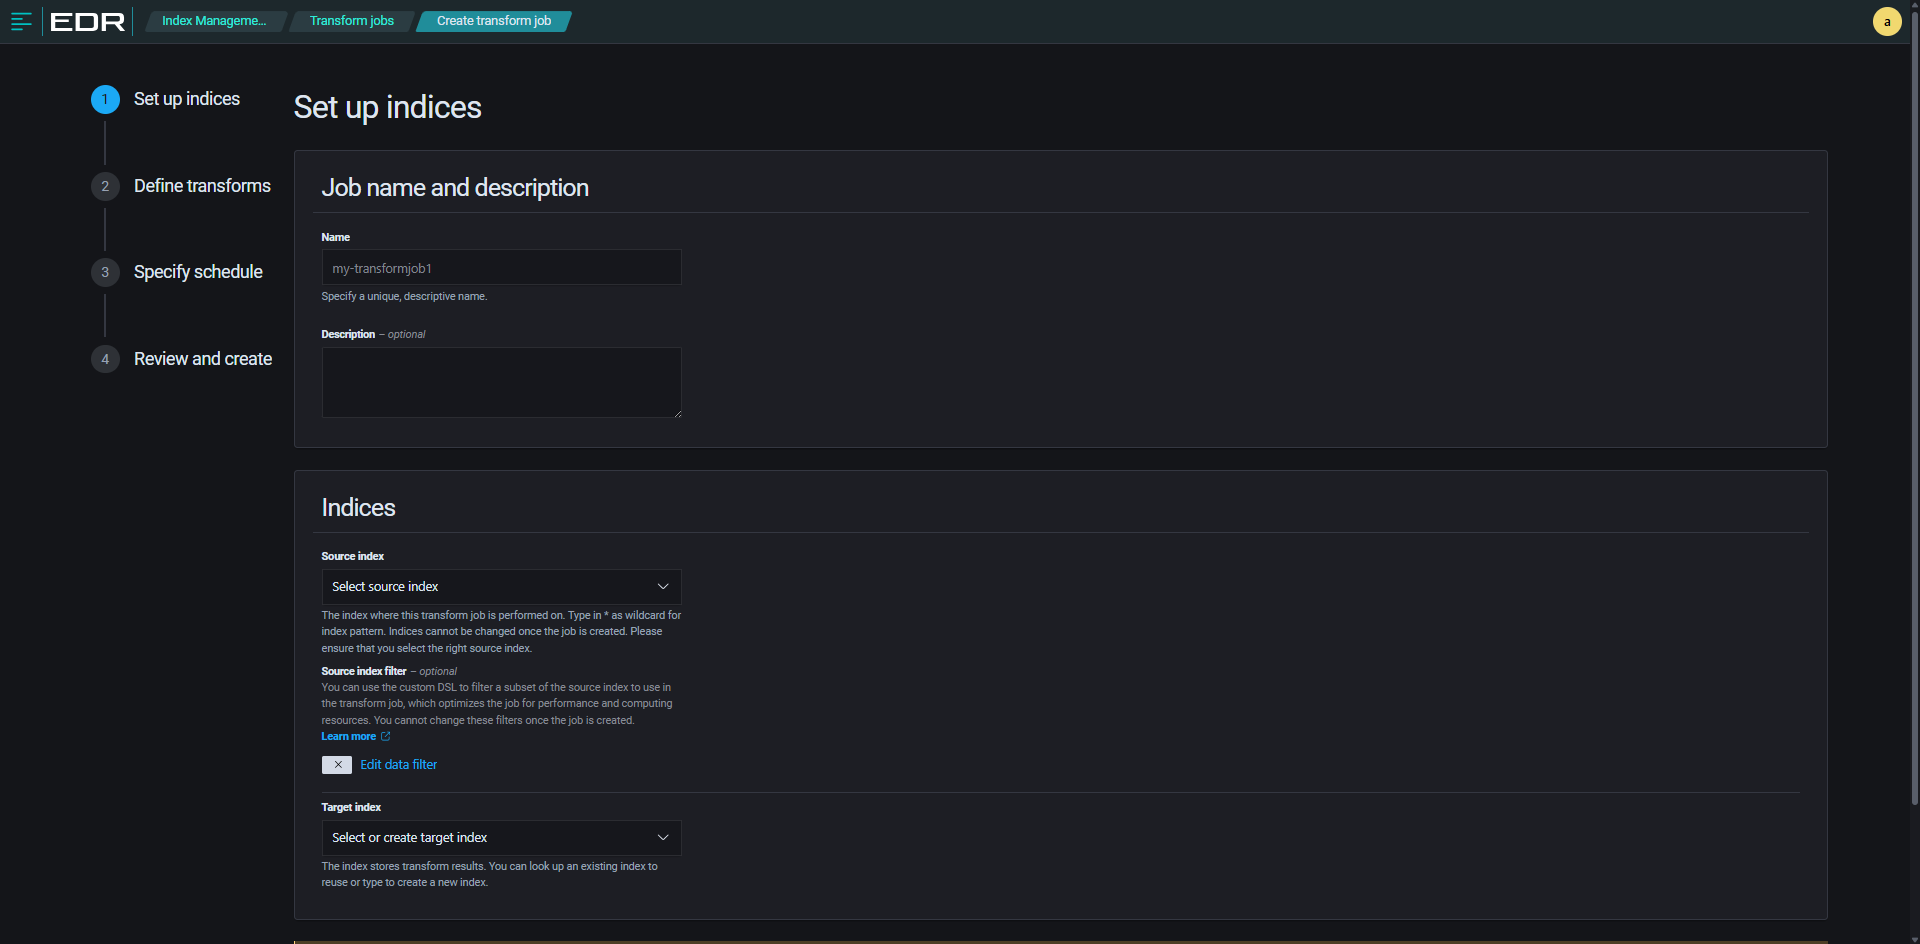 EDR
Index Manageme...
Transform jobs
Create transform job
a
1 Set up indices
2 Define transforms
3 Specify schedule
4 Review and create
Set up indices
Job name and description
Name
my-transformjob1
Specify a unique, descriptive name.
Description – optional
Indices
Source index
Select source index
The index where this transform job is performed on. Type in * as wildcard for
index pattern. Indices cannot be changed once the job is created. Please
ensure that you select the right source index.
Source index filter – optional
You can use the custom DSL to filter a subset of the source index to use in
the transform job, which optimizes the job for performance and computing
resources. You cannot change these filters once the job is created.
Learn more
Edit data filter
Target index
Select or create target index
The index stores transform results. You can look up an existing index to
reuse or type to create a new index.